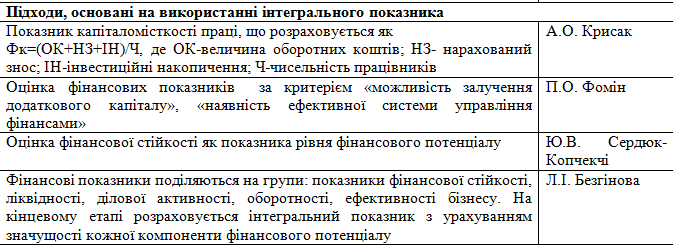 Підходи, основані на використанні інтегрального показника
Показник капіталомісткості праці, що розраховується як
Фк=(ОК+НЗ+ІН)/Ч, де ОК-величина оборотних коштів; НЗ- нарахований
знос; ІН-інвестиційні накопичення; Ч-чисельність працівників
А.О. Крисак
Оцінка фінансових показників за критерієм «можливість залучення
додаткового капіталу», «наявність ефективної системи управління
фінансами»
П.О. Фомін
Оцінка фінансової стійкості як показника рівня фінансового потенціалу
Ю.В. Сердюк-
Копчекчі
Фінансові показники поділяються на групи: показники фінансової стійкості,
ліквідності, ділової активності, оборотності, ефективності бізнесу. На
кінцевому етапі розраховується інтегральний показник з урахуванням
значущості кожної компоненти фінансового потенціалу
Л.І. Безгінова